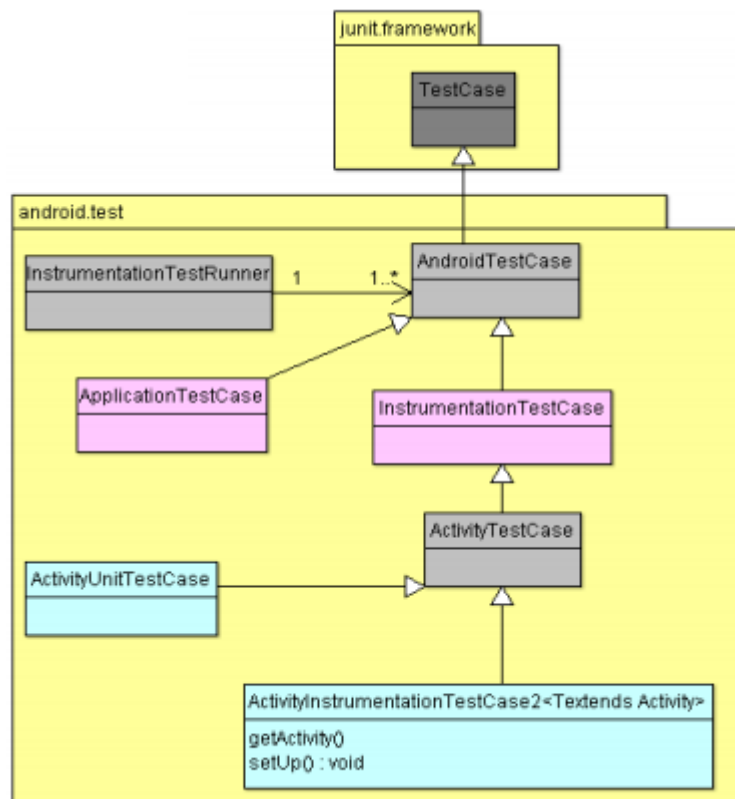 junit.framework
TestCase
android.test
AndroidTestCase
InstrumentationTestRunner
1
1..*
ApplicationTestCase
InstrumentationTestCase
ActivityTestCase
ActivityUnitTestCase
ActivityInstrumentationTestCase2<Textends Activity>
getActivity()
setUp() : void